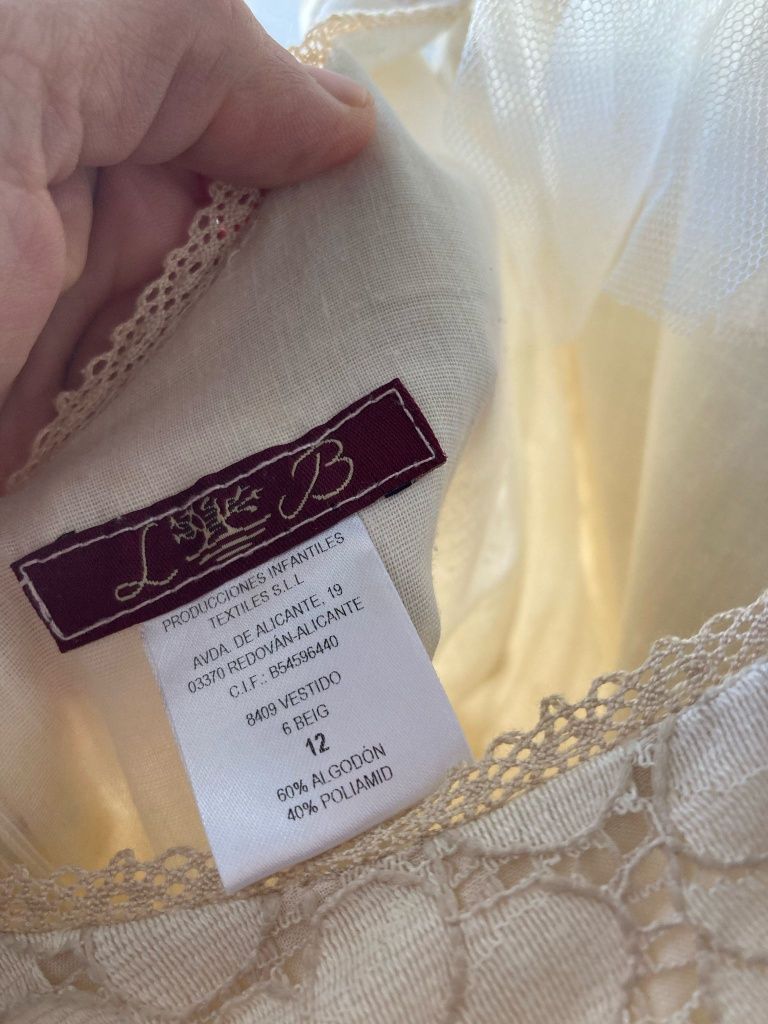 L B
PRODUCCIONES INFANTILES
TEXTILES S.L.L
AVDA. DE ALICANTE, 19
03370 REDOVÁN-ALICANTE
C.I.F.: B54596440
8409 VESTIDO
6 BEIG
12
60% ALGODÓN
40% POLIAMID